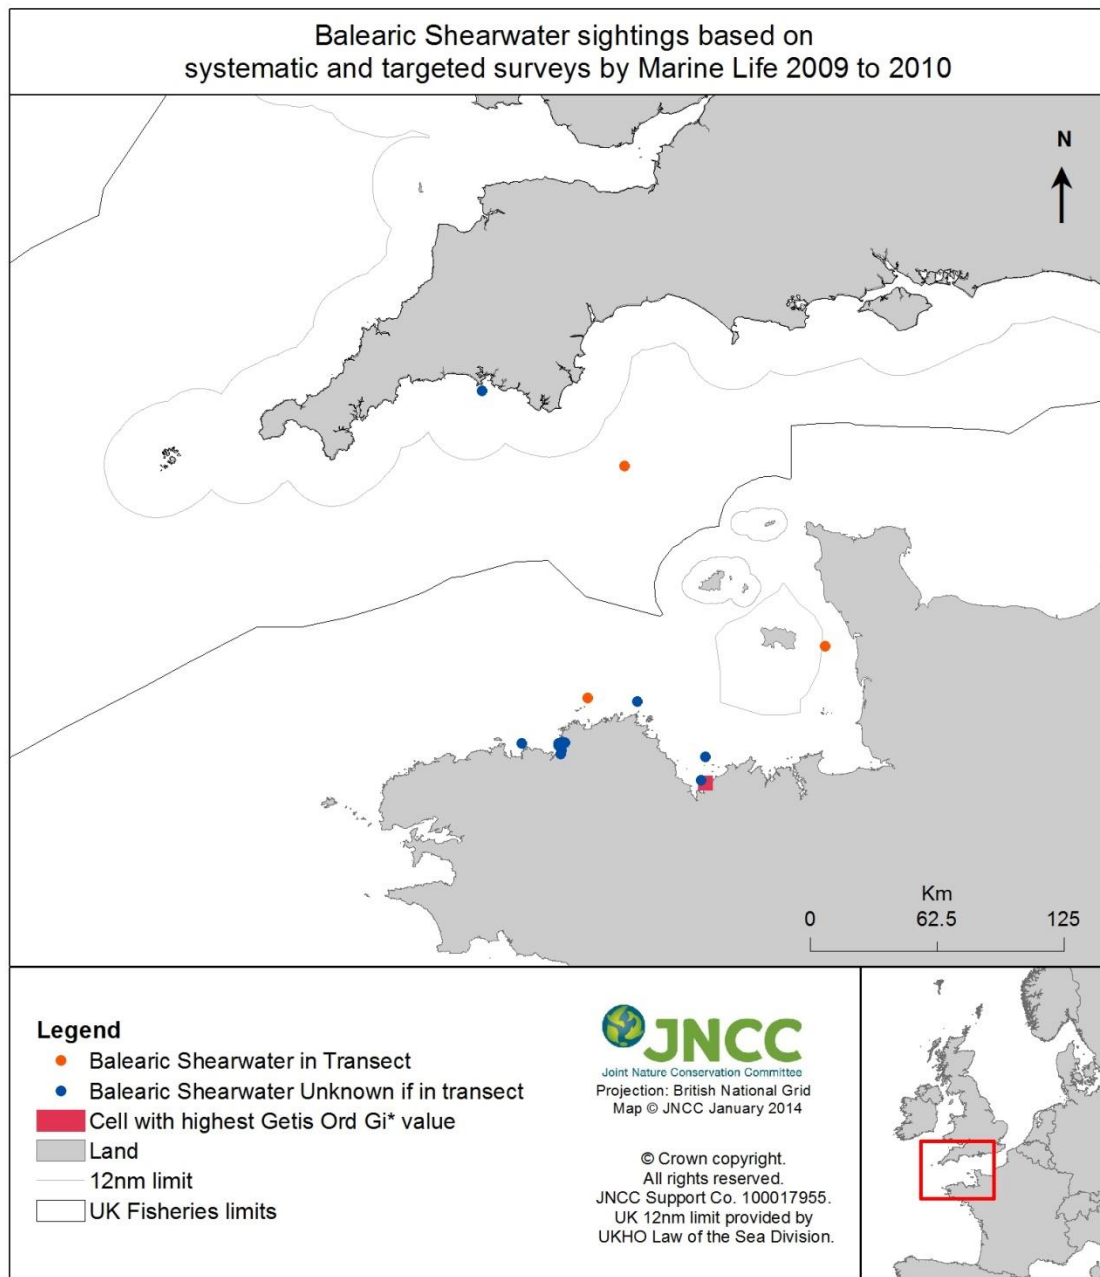 Balearic Shearwater sightings based on
systematic and targeted surveys by Marine Life 2009 to 2010
N
Km
0 62.5 125
Legend
Balearic Shearwater in Transect
Balearic Shearwater Unknown if in transect
Cell with highest Getis Ord Gi* value
Land
12nm limit
UK Fisheries limits
JNCC
Joint Nature Conservation Committee
Projection: British National Grid
Map © JNCC January 2014
© Crown copyright.
All rights reserved.
JNCC Support Co. 100017955.
UK 12nm limit provided by
UKHO Law of the Sea Division.